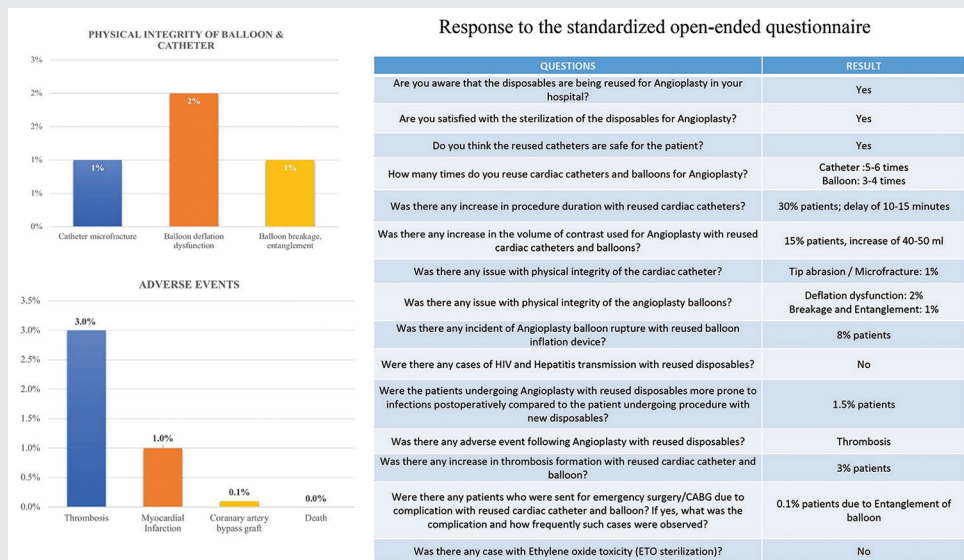 PHYSICAL INTEGRITY OF BALLOON &
CATHETER
3%
2%
2%
1%
1%
0%
1%
2%
1%
Catheter microfracture
Balloon deflation
dysfunction
Balloon breakage,
entanglement
ADVERSE EVENTS
3.5%
3.0%
2.5%
2.0%
1.5%
1.0%
0.5%
0.0%
3.0%
1.0%
0.1%
0.0%
Thrombosis
Myocardial
Infarction
Coranary artery
bypass graft
Death
Response to the standardized open-ended questionnaire
QUESTIONS
RESULT
Are you aware that the disposables are being reused for Angioplasty in your
hospital?
Yes
Are you satisfied with the sterilization of the disposables for Angioplasty?
Yes
Do you think the reused catheters are safe for the patient?
Yes
How many times do you reuse cardiac catheters and balloons for Angioplasty?
Catheter :5-6 times
Balloon: 3-4 times
Was there any increase in procedure duration with reused cardiac catheters?
30% patients; delay of 10-15 minutes
Was there any increase in the volume of contrast used for Angioplasty with reused
cardiac catheters and balloons?
15% patients, increase of 40-50 ml
Was there any issue with physical integrity of the cardiac catheter?
Tip abrasion / Microfracture: 1%
Was there any issue with physical integrity of the angioplasty balloons?
Deflation dysfunction: 2%
Breakage and Entanglement: 1%
Was there any incident of Angioplasty balloon rupture with reused balloon
inflation device?
8% patients
Were there any cases of HIV and Hepatitis transmission with reused disposables?
No
Were the patients undergoing Angioplasty with reused disposables more prone to
infections postoperatively compared to the patient undergoing procedure with
new disposables?
1.5% patients
Was there any adverse event following Angioplasty with reused disposables?
Thrombosis
Was there any increase in thrombosis formation with reused cardiac catheter and
balloon?
3% patients
Were there any patients who were sent for emergency surgery/CABG due to
complication with reused cardiac catheter and balloon? If yes, what was the
complication and how frequently such cases were observed?
0.1% patients due to Entanglement of
balloon
Was there any case with Ethylene oxide toxicity (ETO sterilization)?
No